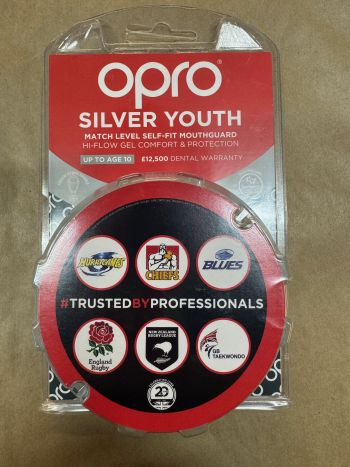 opro®
SILVER YOUTH
MATCH LEVEL SELF-FIT MOUTHGUARD
HI-FLOW GEL COMFORT & PROTECTION
UP TO AGE 10 £12,500 DENTAL WARRANTY
HURRICANES
CHIEFS
BLUES
#TRUSTEDBYPROFESSIONALS
England
Rugby
NEW ZEALAND
RUGBY LEAGUE
GB
TAEKWONDO
20